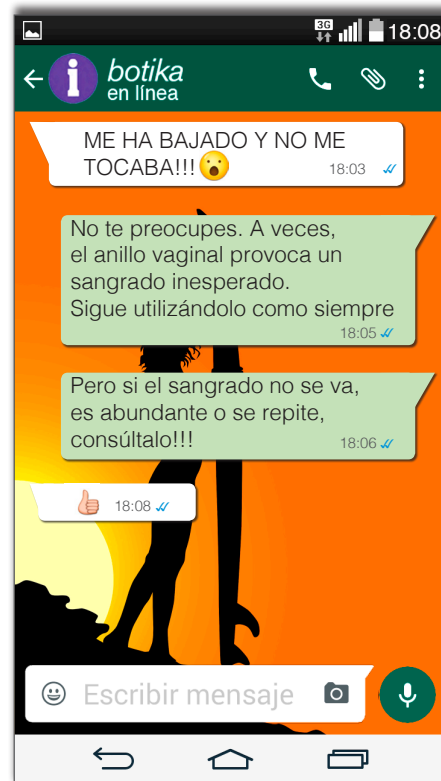 3G 18:08
i
botika
en línea
ME HA BAJADO Y NO ME
TOCABA!!!😮
18:03
No te preocupes. A veces,
el anillo vaginal provoca un
sangrado inesperado.
Sigue utilizándolo como siempre
18:05
Pero si el sangrado no se va,
es abundante o se repite,
consúltalo!!!
18:06
👍 18:08
Escribir mensaje